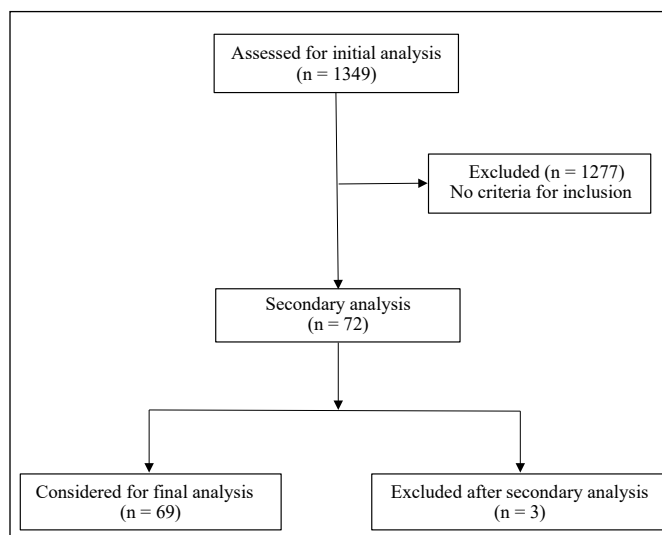 Assessed for initial analysis
(n = 1349)
Excluded (n = 1277)
No criteria for inclusion
Secondary analysis
(n = 72)
Considered for final analysis
(n = 69)
Excluded after secondary analysis
(n = 3)